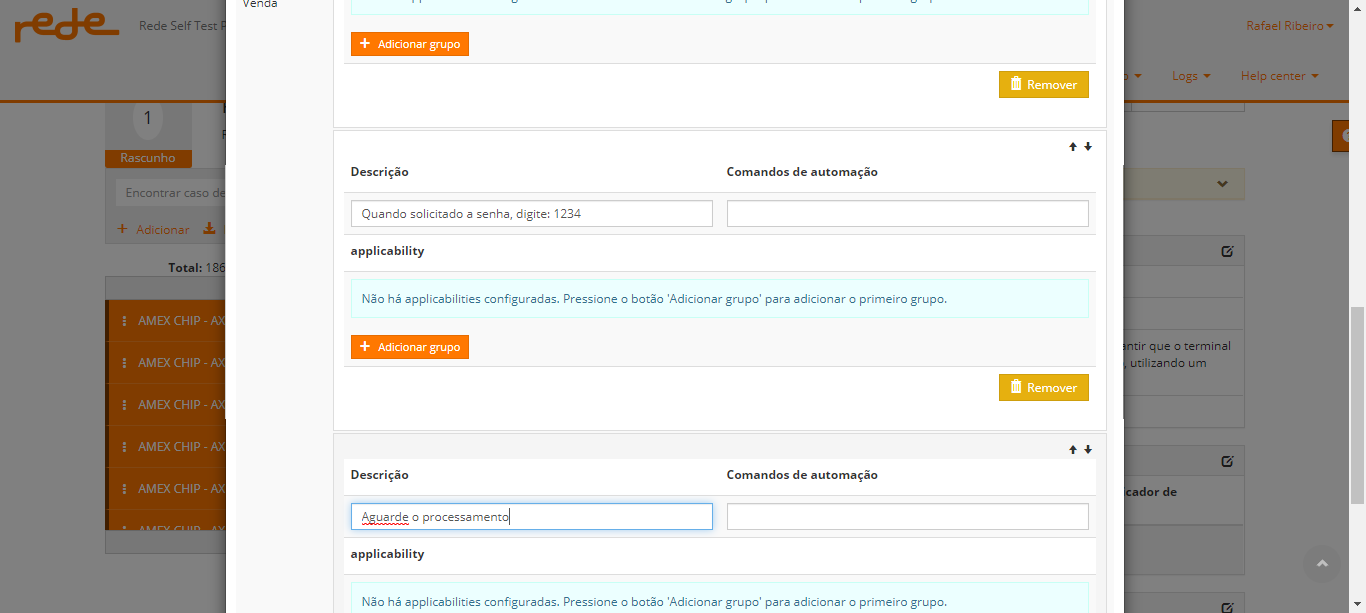 rede
Rede Self Test
Rafael Ribeiro
Logs
Help center
1
Rascunho
Encontrar caso de
Adicionar
Total: 186
AMEX CHIP - AX
AMEX CHIP - AX
AMEX CHIP - AX
AMEX CHIP - AX
AMEX CHIP - AX
AMEX CHIP - AX
Venda
Adicionar grupo
Remover
Descrição
Comandos de automação
Quando solicitado a senha, digite: 1234
applicability
Não há applicabilities configuradas. Pressione o botão 'Adicionar grupo' para adicionar o primeiro grupo.
Adicionar grupo
Remover
Descrição
Comandos de automação
Aguarde o processamento
applicability
Não há applicabilities configuradas. Pressione o botão 'Adicionar grupo' para adicionar o primeiro grupo.
antir que o terminal
, utilizando um
cador de